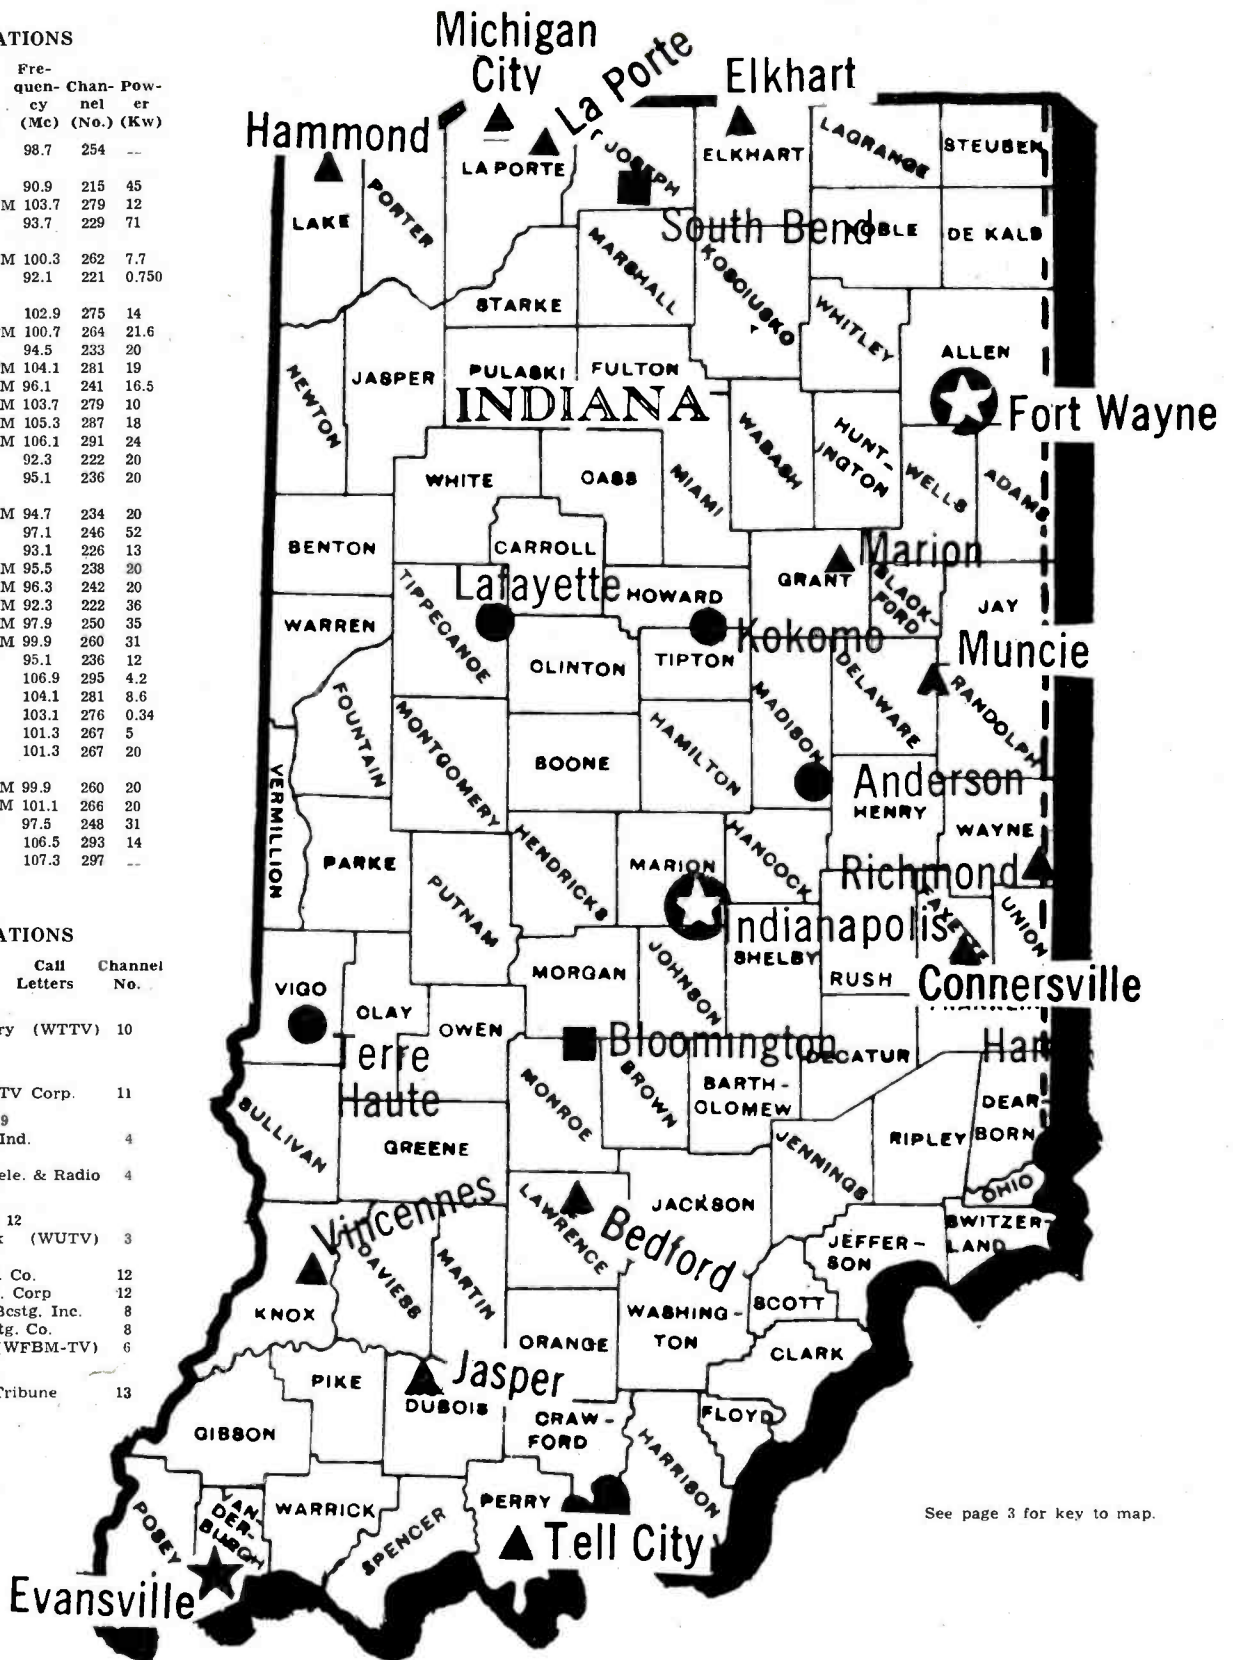 ATIONS
Fre-
quen- Chan- Pow-
cy nel er
(Mc) (No.) (Kw)
98.7 254 --
90.9 215 45
M 103.7 279 12
93.7 229 71
M 100.3 262 7.7
92.1 221 0.750
102.9 275 14
M 100.7 264 21.6
94.5 233 20
M 104.1 281 19
M 96.1 241 16.5
M 103.7 279 10
M 105.3 287 18
M 106.1 291 24
92.3 222 20
95.1 236 20
M 94.7 234 20
97.1 246 52
93.1 226 13
M 95.5 238 20
M 96.3 242 20
M 92.3 222 36
M 97.9 250 35
M 99.9 260 31
95.1 236 12
106.9 295 4.2
104.1 281 8.6
103.1 276 0.34
101.3 267 5
101.3 267 20
M 99.9 260 20
M 101.1 266 20
97.5 248 31
106.5 293 14
107.3 297 --
ATIONS
Call Channel
Letters No.
ry (WTTV) 10
TV Corp. 11
9
Ind. 4
ele. & Radio 4
12
k (WUTV) 3
. Co. 12
. Corp 12
Bcstg. Inc. 8
tg. Co. 8
(WFBM-TV) 6
Tribune 13
Michigan
City
La Porte
Elkhart
Hammond
LA PORTE
JOSEPH
ELKHART
LAGRANGE
STEUBEN
LAKE
PORTER
South Bend
NOBLE
DE KALB
MARSHALL
KOSCIUSKO
STARKE
WHITLEY
ALLEN
NEWTON
JASPER
PULASKI
FULTON
INDIANA
Fort Wayne
WHITE
CASS
MIAMI
WABASH
HUNT-
INGTON
WELLS
ADAMS
BENTON
CARROLL
Marion
GRANT
BLACK-
FORD
JAY
Lafayette
HOWARD
WARREN
TIPPECANOE
Kokomo
CLINTON
TIPTON
Muncie
FOUNTAIN
MONTGOMERY
BOONE
HAMILTON
MADISON
DELAWARE
RANDOLPH
VERMILLION
Anderson
HENRY
WAYNE
PARKE
PUTNAM
HENDRICKS
MARION
HANCOCK
Richmond
FAYETTE
UNION
Indianapolis
SHELBY
RUSH
Connersville
FRANKLIN
VIGO
CLAY
OWEN
MORGAN
JOHNSON
Terre
Haute
Bloomington
DECATUR
Han
SULLIVAN
GREENE
MONROE
BROWN
BARTH-
OLOMEW
JENNINGS
RIPLEY
DEAR-
BORN
OHIO
Vincennes
KNOX
DAVIESS
MARTIN
LAWRENCE
Bedford
JACKSON
JEFFER-
SON
SWITZER-
LAND
WASHING-
TON
SCOTT
ORANGE
CLARK
PIKE
Jasper
DUBOIS
CRAW-
FORD
FLOYD
HARRISON
GIBSON
POSEY
VAN-
DER-
BURGH
WARRICK
SPENCER
PERRY
Tell City
Evansville
See page 3 for key to map.